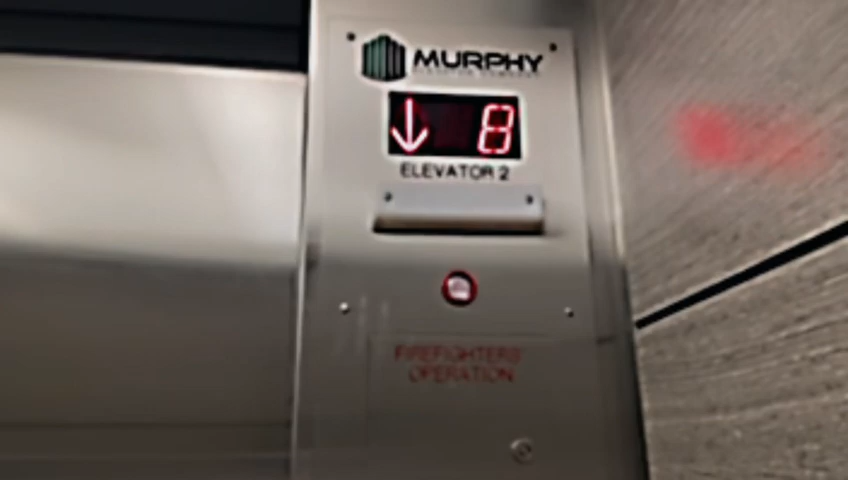 MURPHY
↓ 8
ELEVATOR 2
FIREFIGHTERS
OPERATION